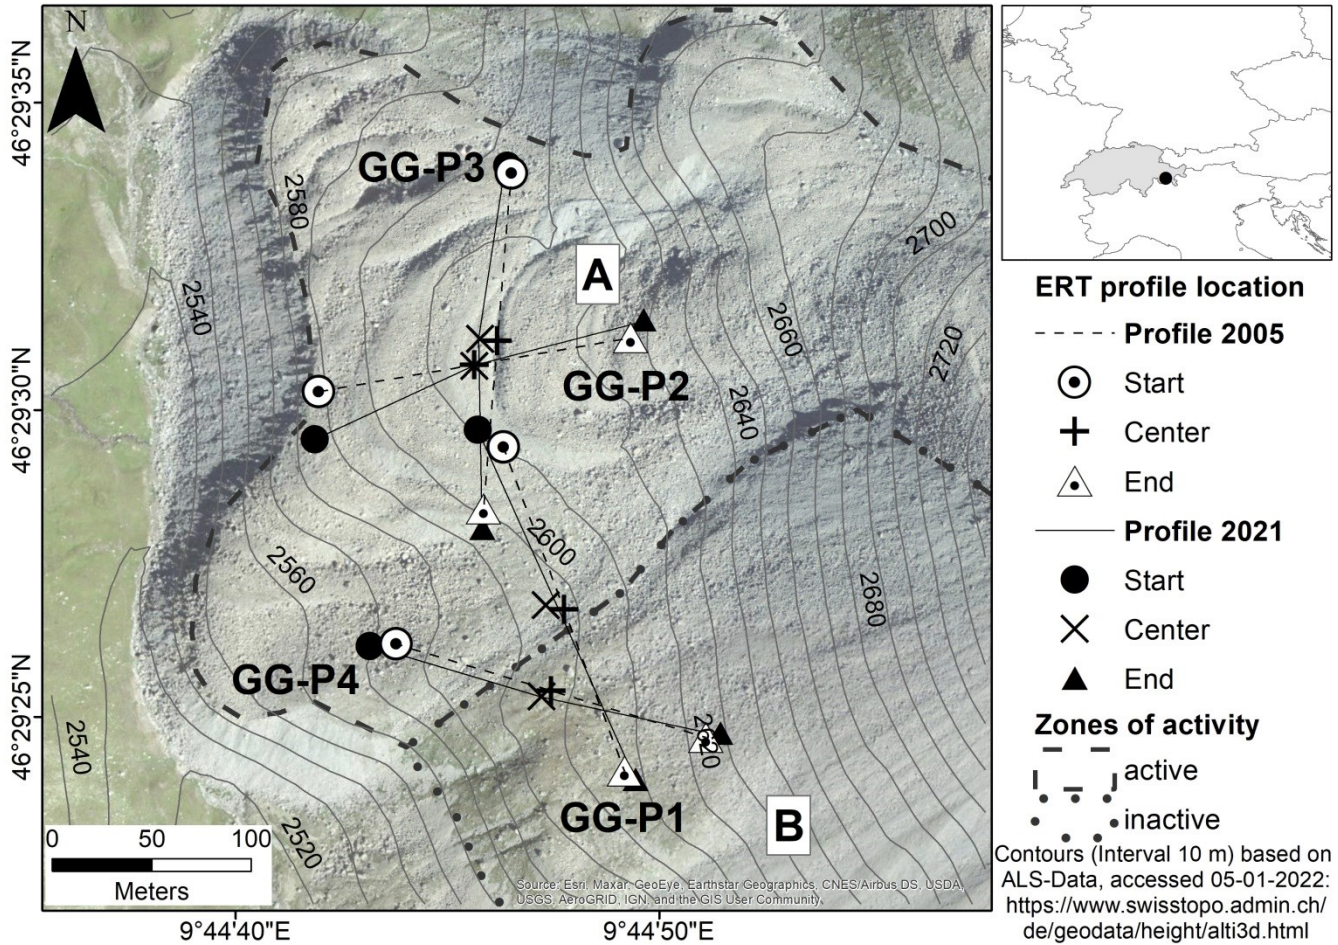 N
46°29'35"N
46°29'30"N
46°29'25"N
9°44'40"E
9°44'50"E
GG-P3
GG-P2
GG-P4
GG-P1
A
B
2580
2540
2700
2660
2720
2640
2600
2560
2680
2620
2540
2520
0 50 100
Meters
Source: Esri, Maxar, GeoEye, Earthstar Geographics, CNES/Airbus DS, USDA,
USGS, AeroGRID, IGN, and the GIS User Community
ERT profile location
Profile 2005
Start
Center
End
Profile 2021
Start
Center
End
Zones of activity
active
inactive
Contours (Interval 10 m) based on
ALS-Data, accessed 05-01-2022:
https://www.swisstopo.admin.ch/
de/geodata/height/alti3d.html